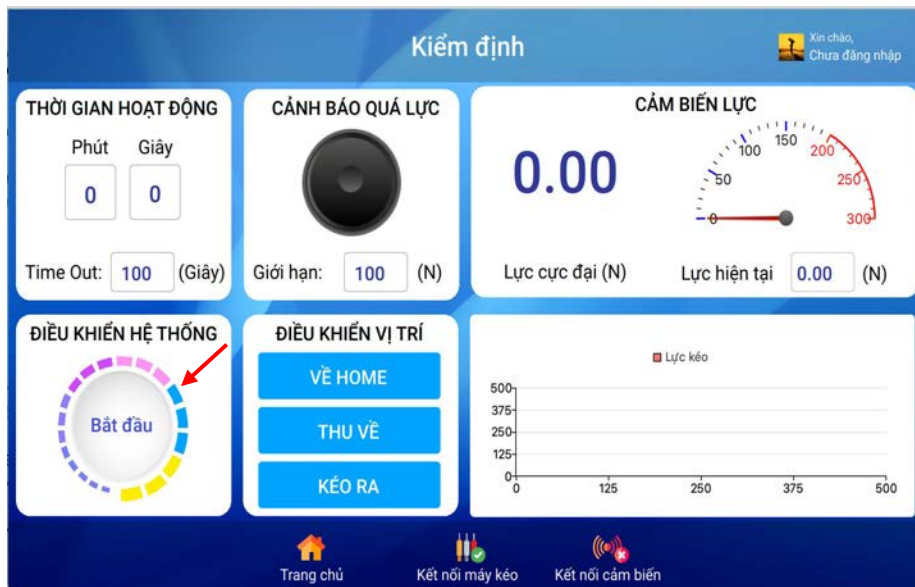 Kiểm định
Xin chào,
Chưa đăng nhập
THỜI GIAN HOẠT ĐỘNG
Phút Giây
0 0
Time Out: 100 (Giây)
CẢNH BÁO QUÁ LỰC
Giới hạn: 100 (N)
CẢM BIẾN LỰC
0.00
0 50 100 150 200 250 300
Lực cực đại (N)
Lực hiện tại 0.00 (N)
ĐIỀU KHIỂN HỆ THỐNG
Bắt đầu
ĐIỀU KHIỂN VỊ TRÍ
VỀ HOME
THU VỀ
KÉO RA
Lực kéo
500
375
250
125
0
0 125 250 375 500
Trang chủ
Kết nối máy kéo
Kết nối cảm biến